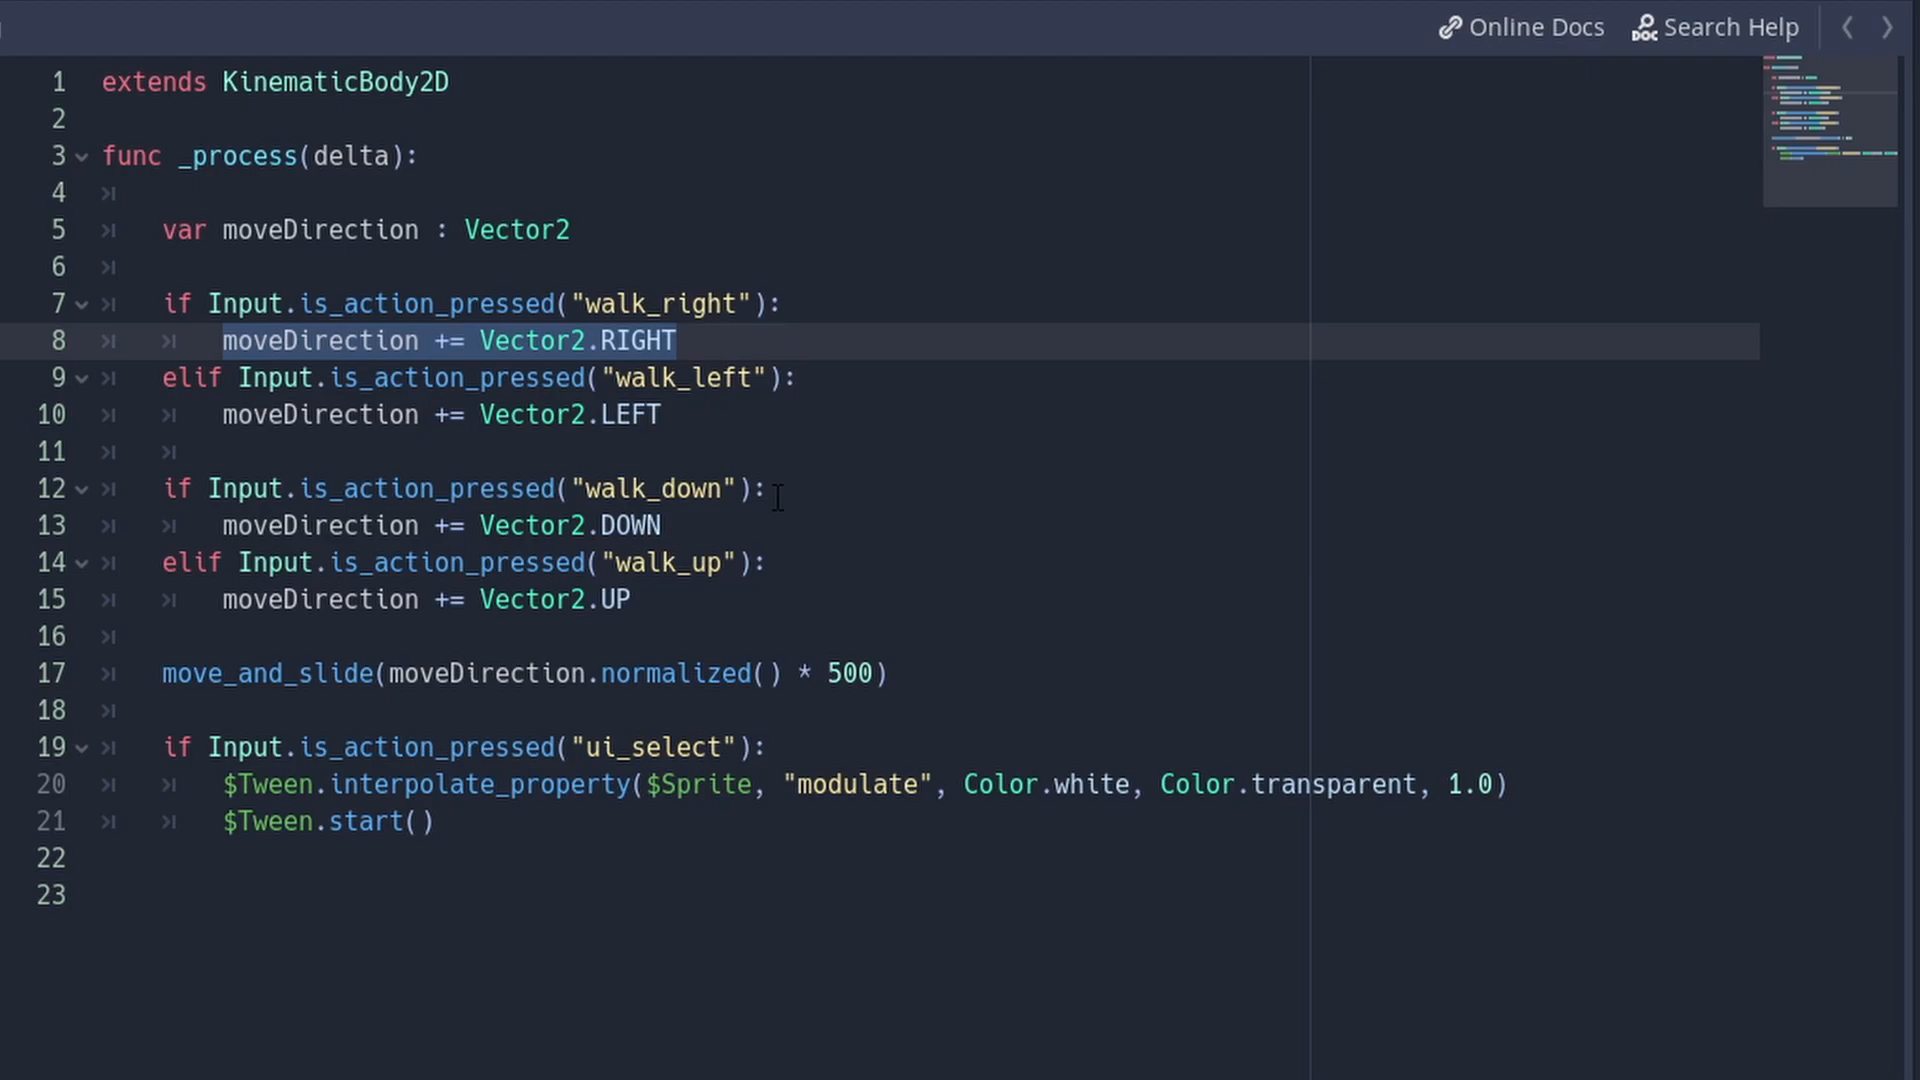 Online Docs Search Help
1 extends KinematicBody2D
2
3 func _process(delta):
4
5 var moveDirection : Vector2
6
7 if Input.is_action_pressed("walk_right"):
8 moveDirection += Vector2.RIGHT
9 elif Input.is_action_pressed("walk_left"):
10 moveDirection += Vector2.LEFT
11
12 if Input.is_action_pressed("walk_down"):
13 moveDirection += Vector2.DOWN
14 elif Input.is_action_pressed("walk_up"):
15 moveDirection += Vector2.UP
16
17 move_and_slide(moveDirection.normalized() * 500)
18
19 if Input.is_action_pressed("ui_select"):
20 $Tween.interpolate_property($Sprite, "modulate", Color.white, Color.transparent, 1.0)
21 $Tween.start()
22
23